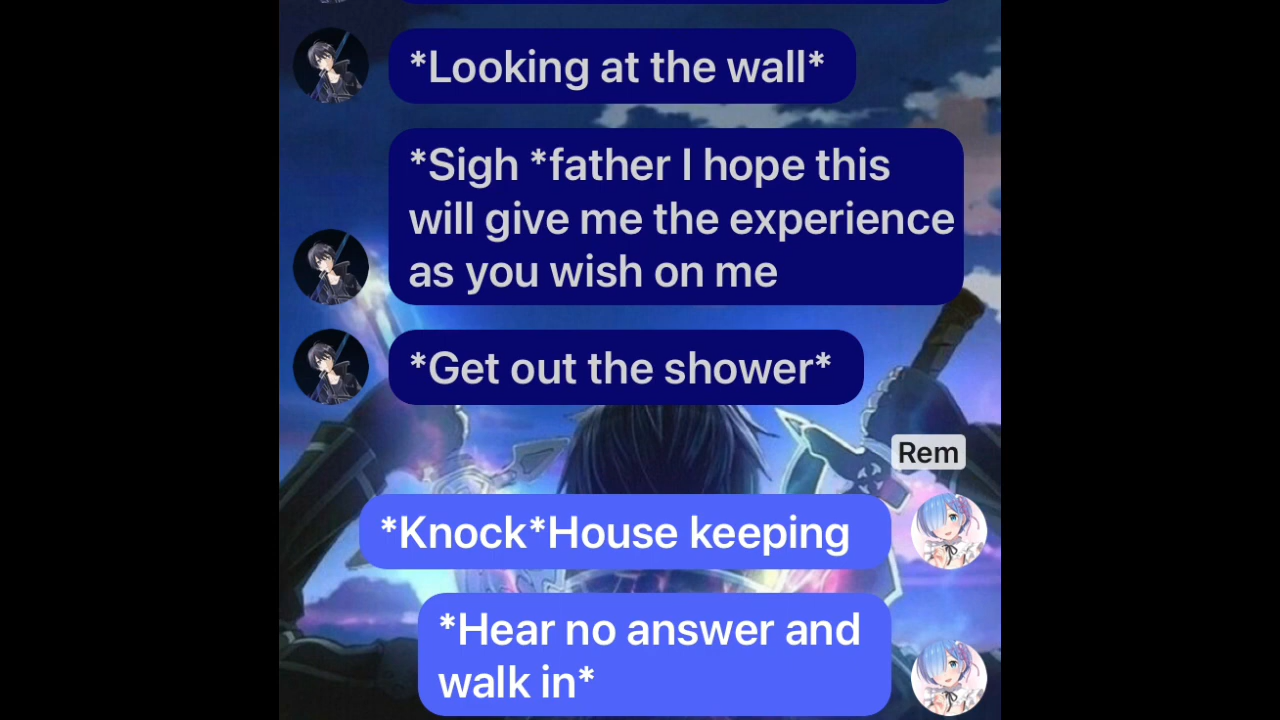 *Looking at the wall*
*Sigh *father I hope this
will give me the experience
as you wish on me
*Get out the shower*
Rem
*Knock*House keeping
*Hear no answer and
walk in*